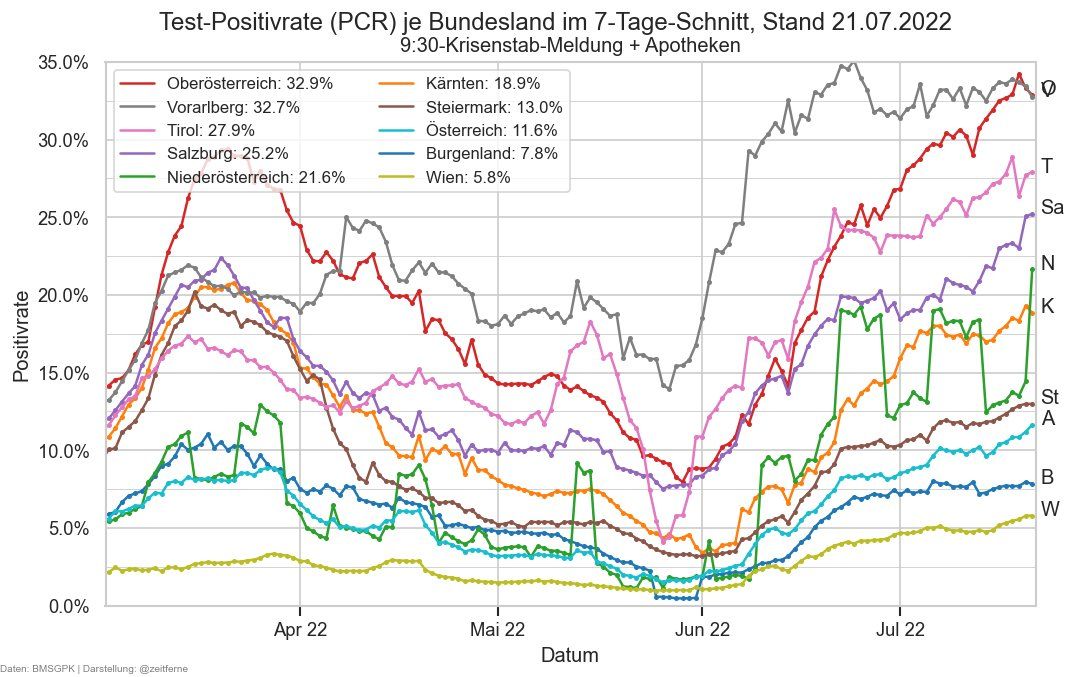 Test-Positivrate (PCR) je Bundesland im 7-Tage-Schnitt, Stand 21.07.2022
9:30-Krisenstab-Meldung + Apotheken
35.0%
30.0%
25.0%
20.0%
15.0%
10.0%
5.0%
0.0%
Positivrate
Oberösterreich: 32.9%
Vorarlberg: 32.7%
Tirol: 27.9%
Salzburg: 25.2%
Niederösterreich: 21.6%
Kärnten: 18.9%
Steiermark: 13.0%
Österreich: 11.6%
Burgenland: 7.8%
Wien: 5.8%
O
V
T
Sa
N
K
St
A
B
W
Apr 22
Mai 22
Jun 22
Jul 22
Datum
Daten: BMSGPK | Darstellung: @zeitferne